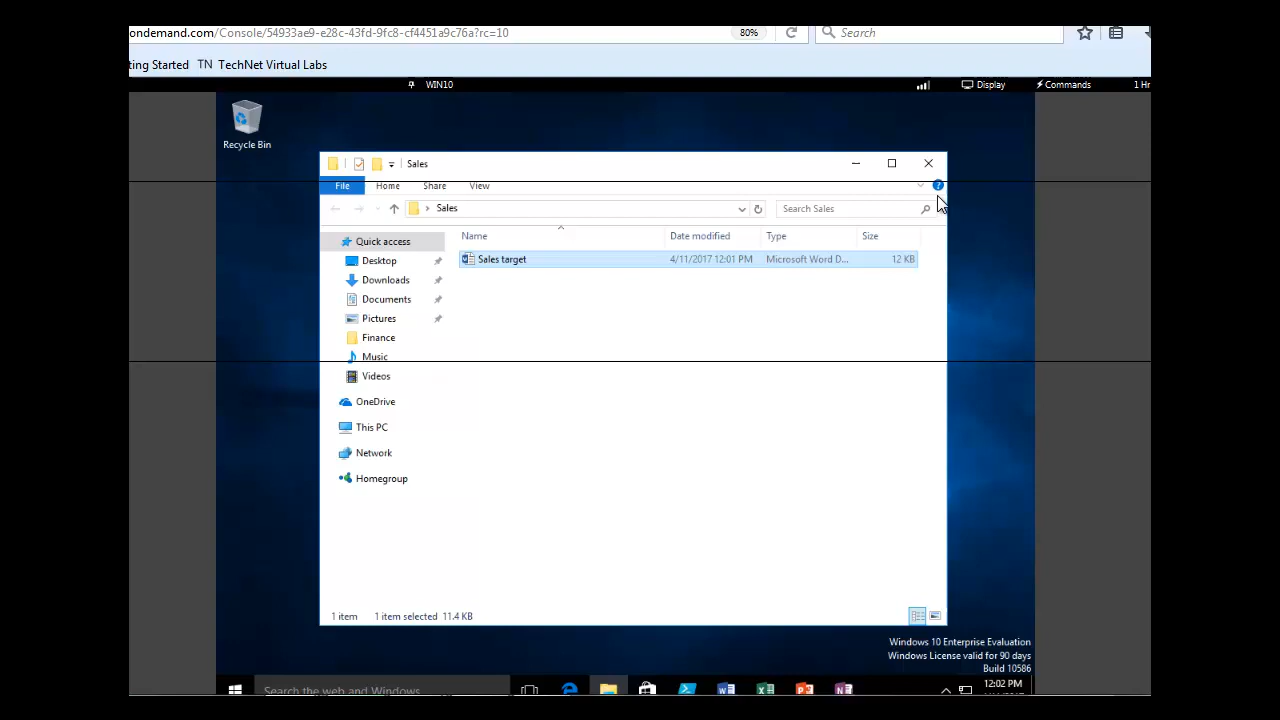 ondemand.com/Console/54933ae9-e28c-43fd-9fc8-cf4451a9c76a?rc=10 80% Search
ting Started TN TechNet Virtual Labs
WIN10 Display Commands 1 Hr
Recycle Bin
Sales
File Home Share View
Sales Search Sales
Name Date modified Type Size
Quick access
Sales target 4/11/2017 12:01 PM Microsoft Word D... 12 KB
Desktop
Downloads
Documents
Pictures
Finance
Music
Videos
OneDrive
This PC
Network
Homegroup
1 item 1 item selected 11.4 KB
Windows 10 Enterprise Evaluation
Windows License valid for 90 days
Build 10586
Search the web and Windows
12:02 PM